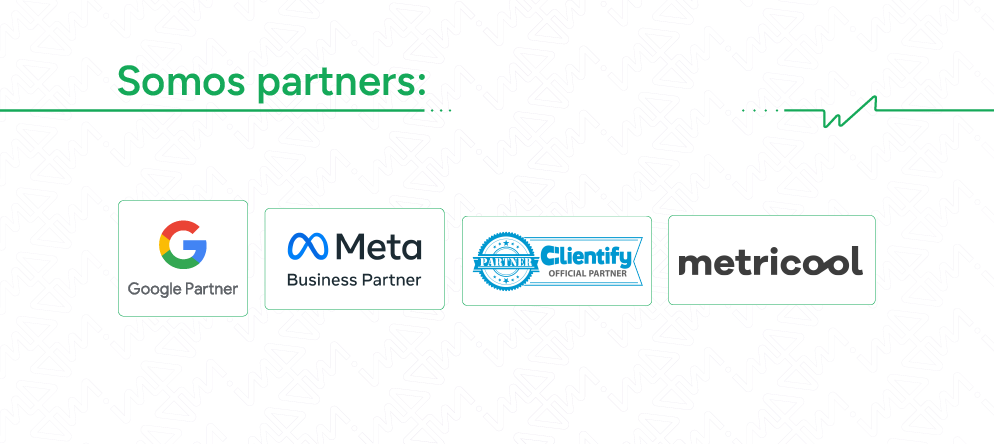 Somos partners:
Google Partner
Meta
Business Partner
PARTNER
Clientify
OFFICIAL PARTNER
metricool